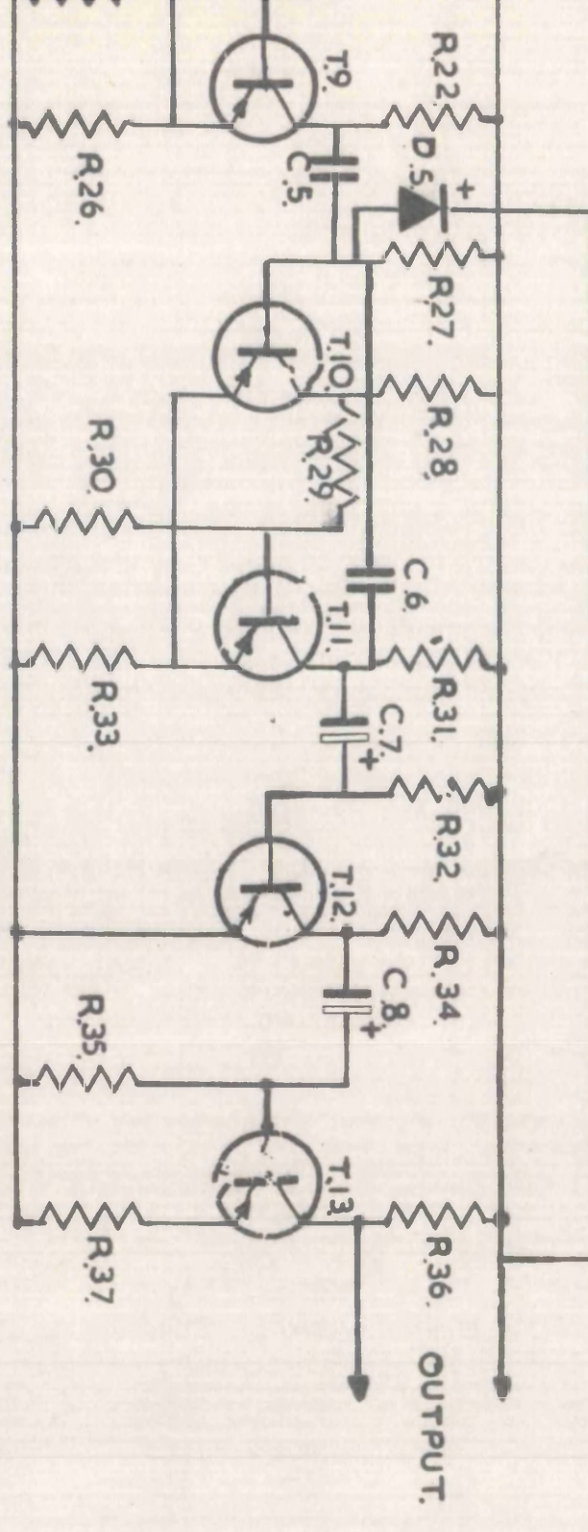 R.22.
R.27.
R.28.
R.31.
R.32.
R.34.
R.36.
OUTPUT.
D.5.
+
C.6.
C.7.
+
C.8.
+
T.9
C.5.
T.10.
R.29.
T.11.
T.12.
T.13
R.26.
R.30.
R.33.
R.35.
R.37.